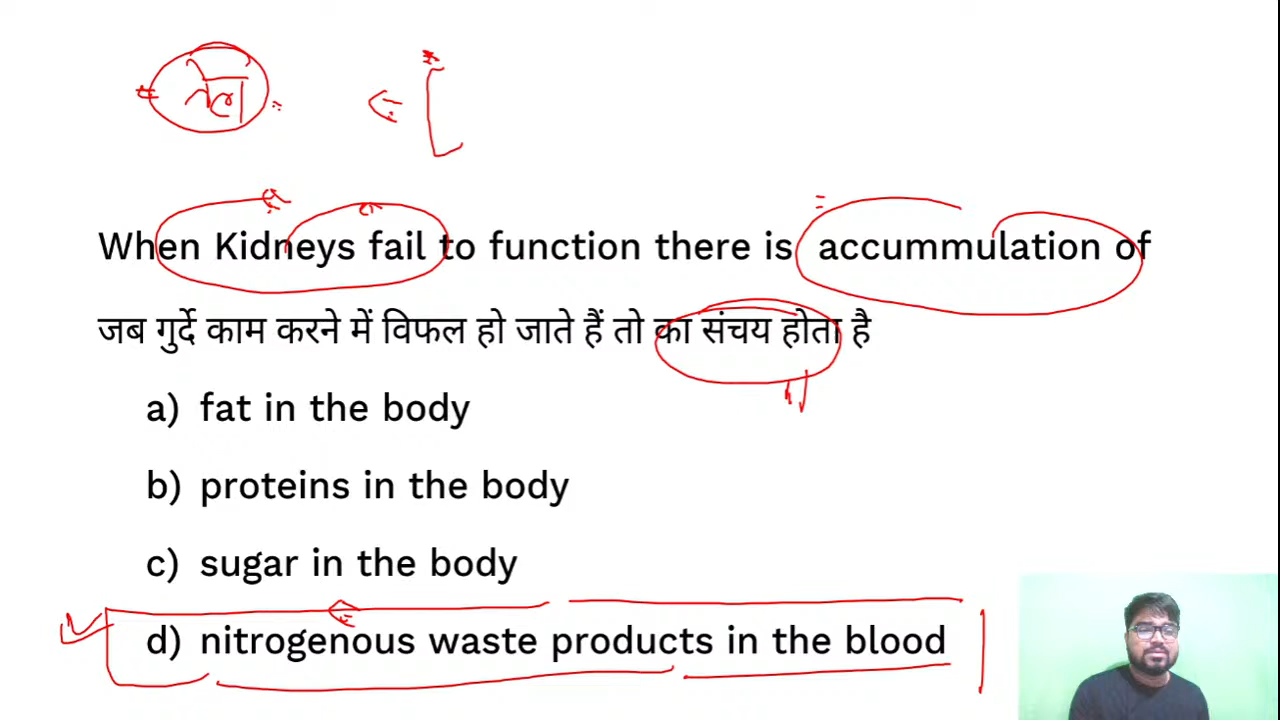 When Kidneys fail to function there is accummulation of
जब गुर्दे काम करने में विफल हो जाते हैं तो का संचय होता है
a) fat in the body
b) proteins in the body
c) sugar in the body
d) nitrogenous waste products in the blood